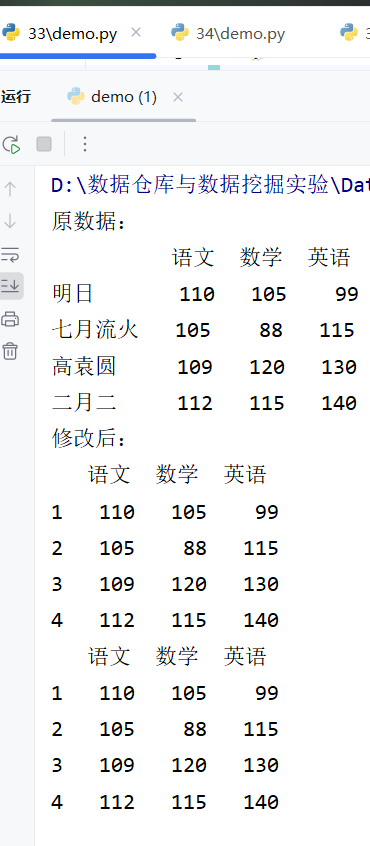 33\demo.py 34\demo.py 3
运行 demo (1)
D:\数据仓库与数据挖掘实验\Dat
原数据：
语文 数学 英语
明日 110 105 99
七月流火 105 88 115
高袁圆 109 120 130
二月二 112 115 140
修改后：
语文 数学 英语
1 110 105 99
2 105 88 115
3 109 120 130
4 112 115 140
语文 数学 英语
1 110 105 99
2 105 88 115
3 109 120 130
4 112 115 140